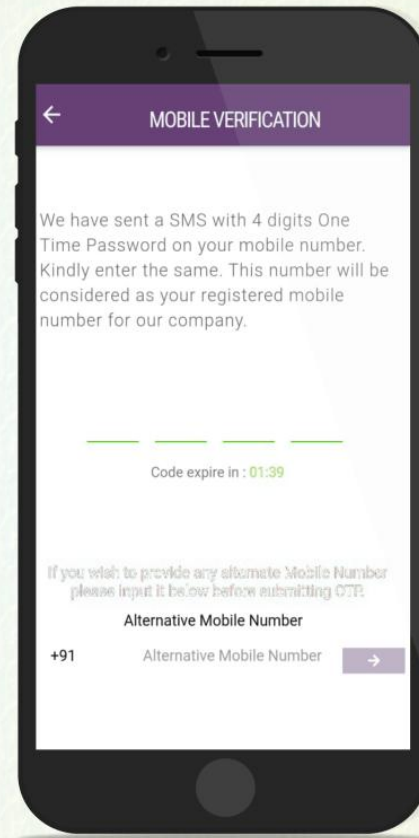 MOBILE VERIFICATION
We have sent a SMS with 4 digits One
Time Password on your mobile number.
Kindly enter the same. This number will be
considered as your registered mobile
number for our company.
Code expire in : 01:39
If you wish to provide any alternate Mobile Number
please input it below before submitting OTP.
Alternative Mobile Number
+91 Alternative Mobile Number